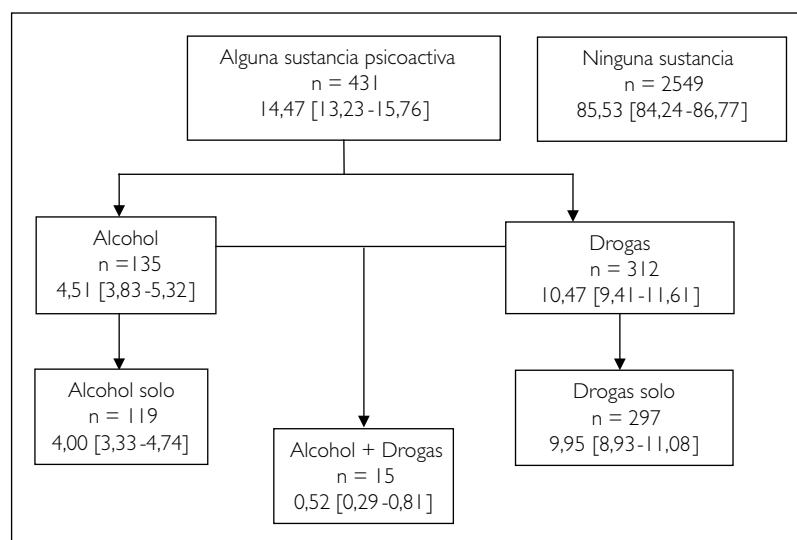 Alguna sustancia psicoactiva
n = 431
14,47 [13,23-15,76]
Ninguna sustancia
n = 2549
85,53 [84,24-86,77]
Alcohol
n =135
4,51 [3,83-5,32]
Drogas
n = 312
10,47 [9,41-11,61]
Alcohol solo
n = 119
4,00 [3,33-4,74]
Alcohol + Drogas
n = 15
0,52 [0,29-0,81]
Drogas solo
n = 297
9,95 [8,93-11,08]